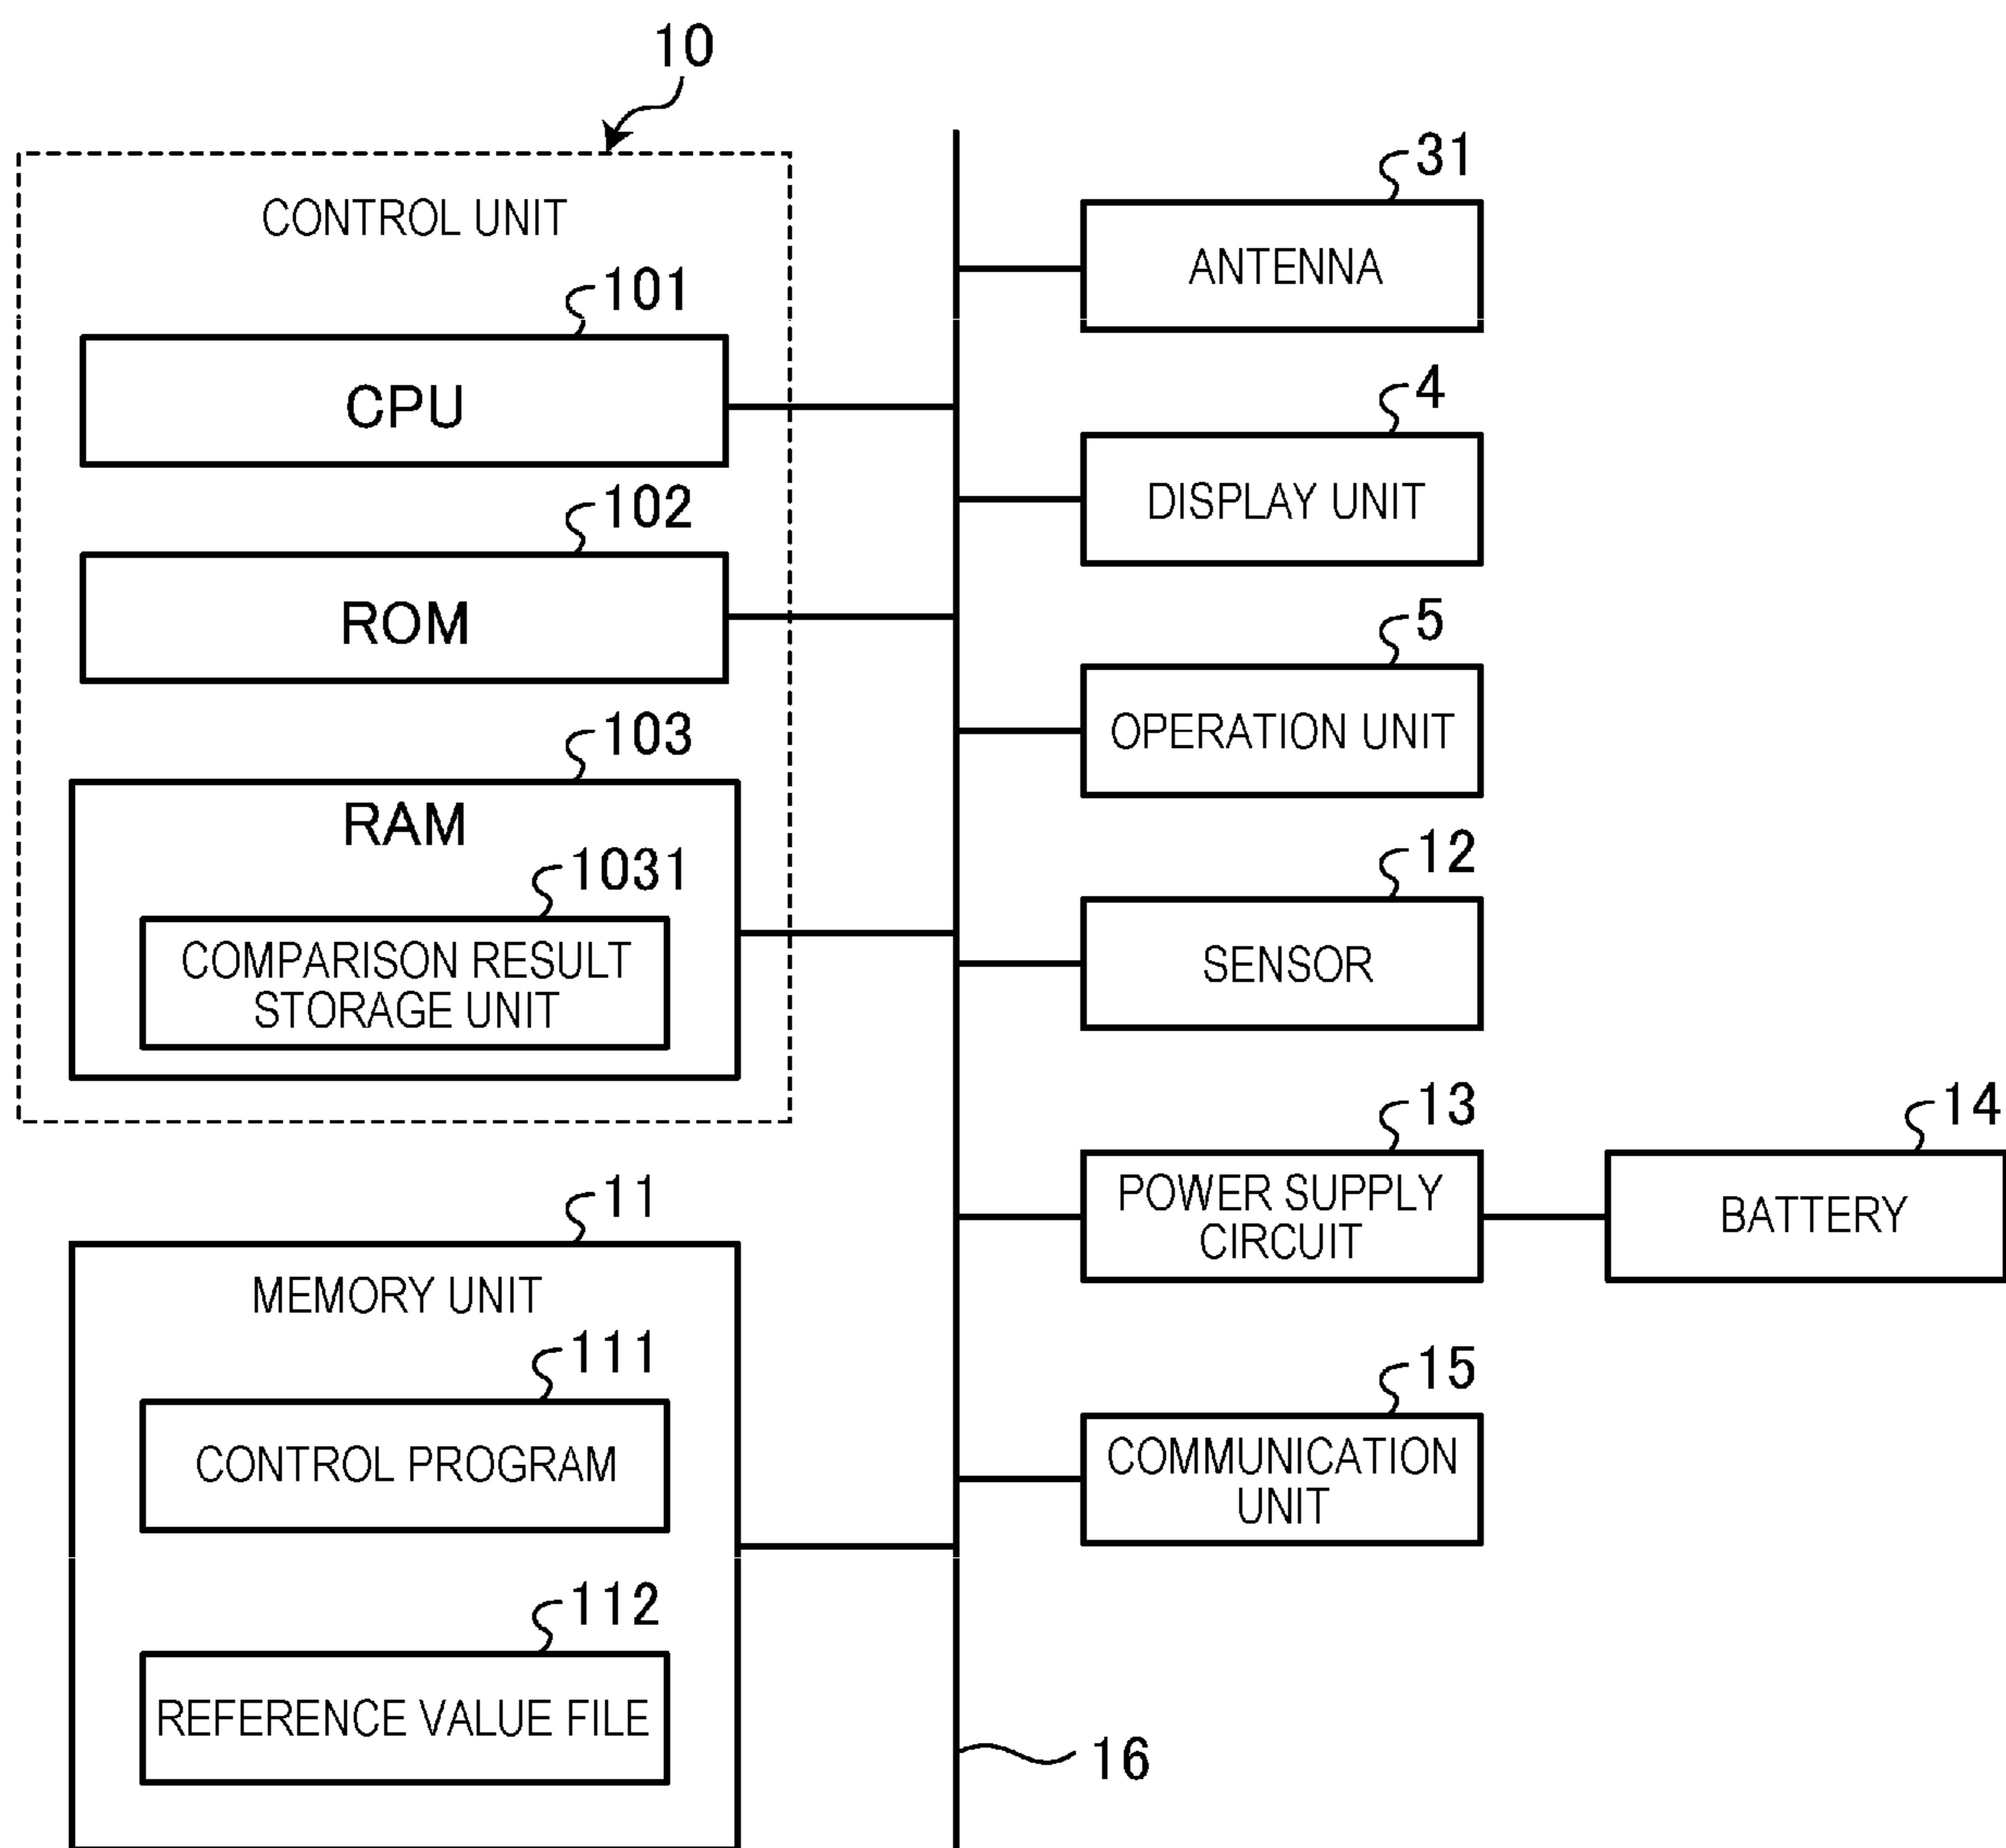 10
CONTROL UNIT
101
CPU
102
ROM
103
RAM
1031
COMPARISON RESULT
STORAGE UNIT
11
MEMORY UNIT
111
CONTROL PROGRAM
112
REFERENCE VALUE FILE
31
ANTENNA
4
DISPLAY UNIT
5
OPERATION UNIT
12
SENSOR
13
POWER SUPPLY
CIRCUIT
14
BATTERY
15
COMMUNICATION
UNIT
16